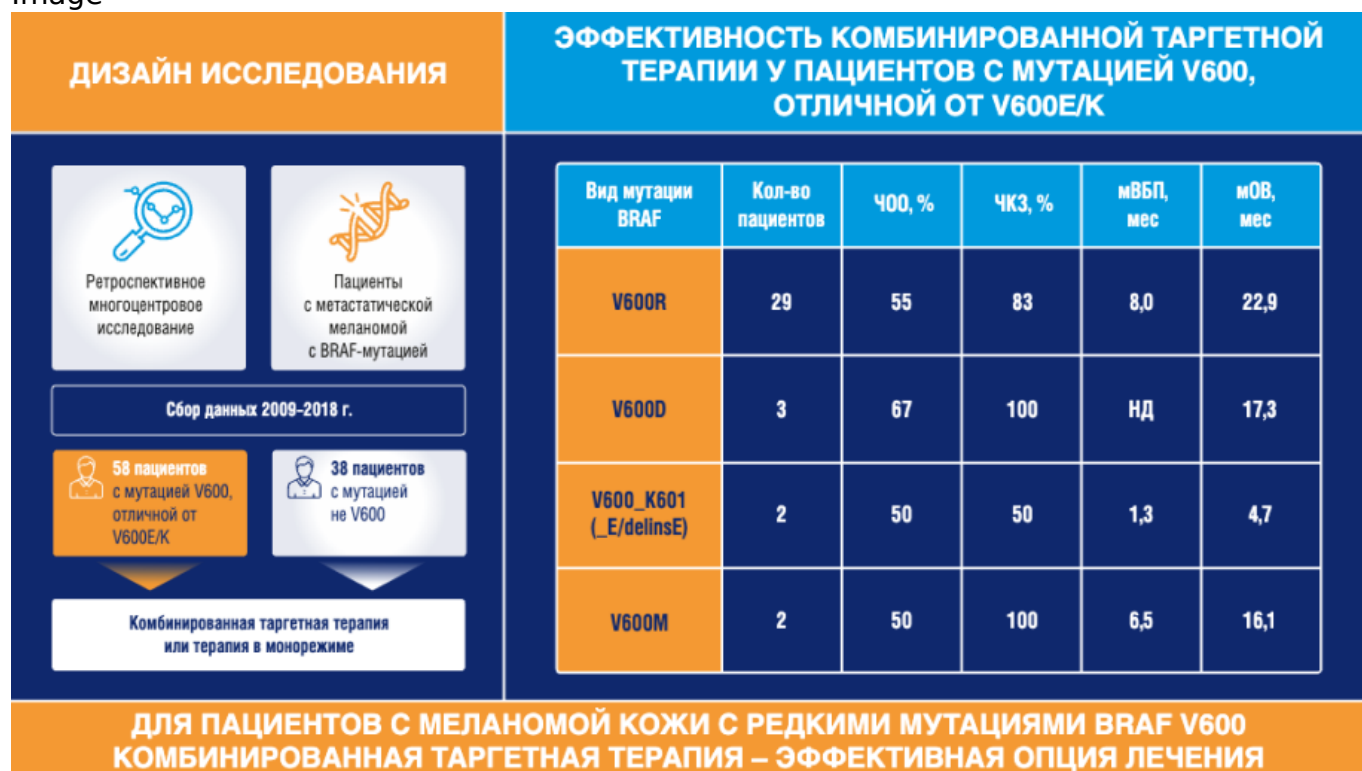 Image
ДИЗАЙН ИССЛЕДОВАНИЯ
Ретроспективное
многоцентровое
исследование
Пациенты
с метастатической
меланомой
с BRAF-мутацией
Сбор данных 2009–2018 г.
58 пациентов
с мутацией V600,
отличной от
V600E/K
38 пациентов
с мутацией
не V600
Комбинированная таргетная терапия
или терапия в монорежиме
ЭФФЕКТИВНОСТЬ КОМБИНИРОВАННОЙ ТАРГЕТНОЙ
ТЕРАПИИ У ПАЦИЕНТОВ С МУТАЦИЕЙ V600,
ОТЛИЧНОЙ ОТ V600E/K
Вид мутации
BRAF
Кол-во
пациентов
ЧОО, %
ЧКЗ, %
мВБП,
мес
мОВ,
мес
V600R 29 55 83 8,0 22,9
V600D 3 67 100 НД 17,3
V600_K601
(_E/delinsE) 2 50 50 1,3 4,7
V600M 2 50 100 6,5 16,1
ДЛЯ ПАЦИЕНТОВ С МЕЛАНОМОЙ КОЖИ С РЕДКИМИ МУТАЦИЯМИ BRAF V600
КОМБИНИРОВАННАЯ ТАРГЕТНАЯ ТЕРАПИЯ – ЭФФЕКТИВНАЯ ОПЦИЯ ЛЕЧЕНИЯ